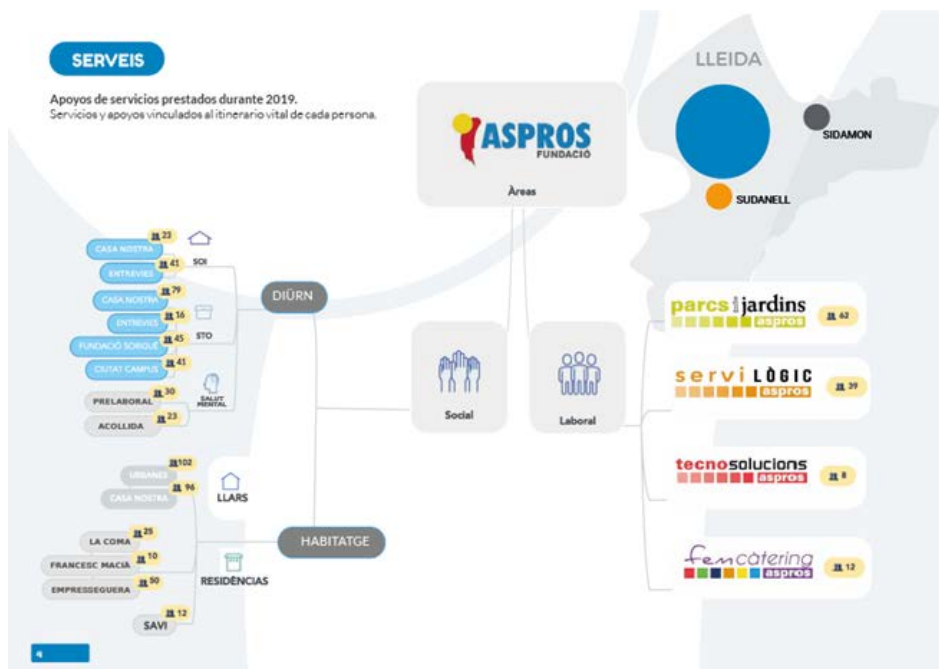 SERVEIS
Apoyos de servicios prestados durante 2019.
Servicios y apoyos vinculados al itinerario vital de cada persona.
ASPROS
FUNDACIÓ
Àreas
LLEIDA
SIDAMON
SUDANELL
Social
Laboral
DIÜRN
SOI
CASA NOSTRA 23
ENTREVIES 41
STO
CASA NOSTRA 79
ENTREVIES 16
FUNDACIÓ SORIGUÉ 45
CIUTAT CAMPUS 41
SALUT
MENTAL
PRELABORAL 30
ACOLLIDA 23
HABITATGE
LLARS
URBANES 102
CASA NOSTRA 96
RESIDÈNCIAS
LA COMA 25
FRANCESC MACIÀ 10
EMPRESSEGUERA 50
SAVI 12
parcs i jardins
aspros
62
servi LÒGIC
aspros
39
tecnosolucions
aspros
8
femcatering
aspros
12
4